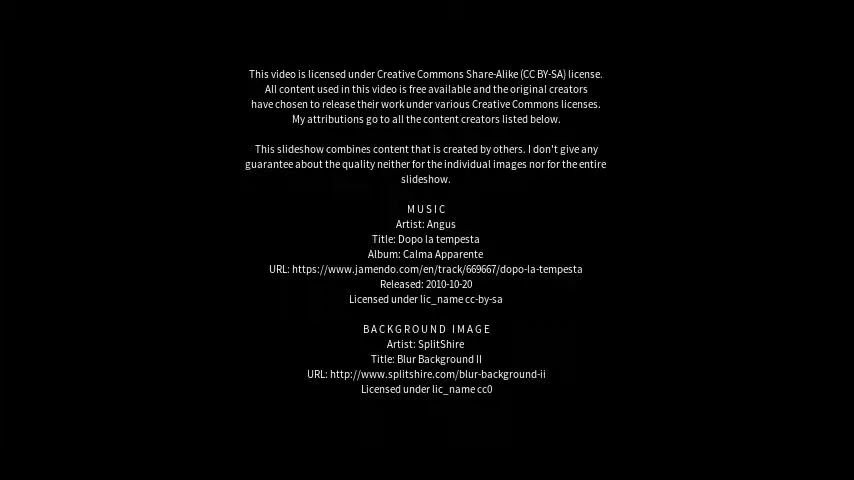 This video is licensed under Creative Commons Share-Alike (CC BY-SA) license.
All content used in this video is free available and the original creators
have chosen to release their work under various Creative Commons licenses.
My attributions go to all the content creators listed below.
This slideshow combines content that is created by others. I don't give any
guarantee about the quality neither for the individual images nor for the entire
slideshow.
MUSIC
Artist: Angus
Title: Dopo la tempesta
Album: Calma Apparente
URL: https://www.jamendo.com/en/track/669667/dopo-la-tempesta
Released: 2010-10-20
Licensed under lic_name cc-by-sa
BACKGROUND IMAGE
Artist: SplitShire
Title: Blur Background II
URL: http://www.splitshire.com/blur-background-ii
Licensed under lic_name cc0